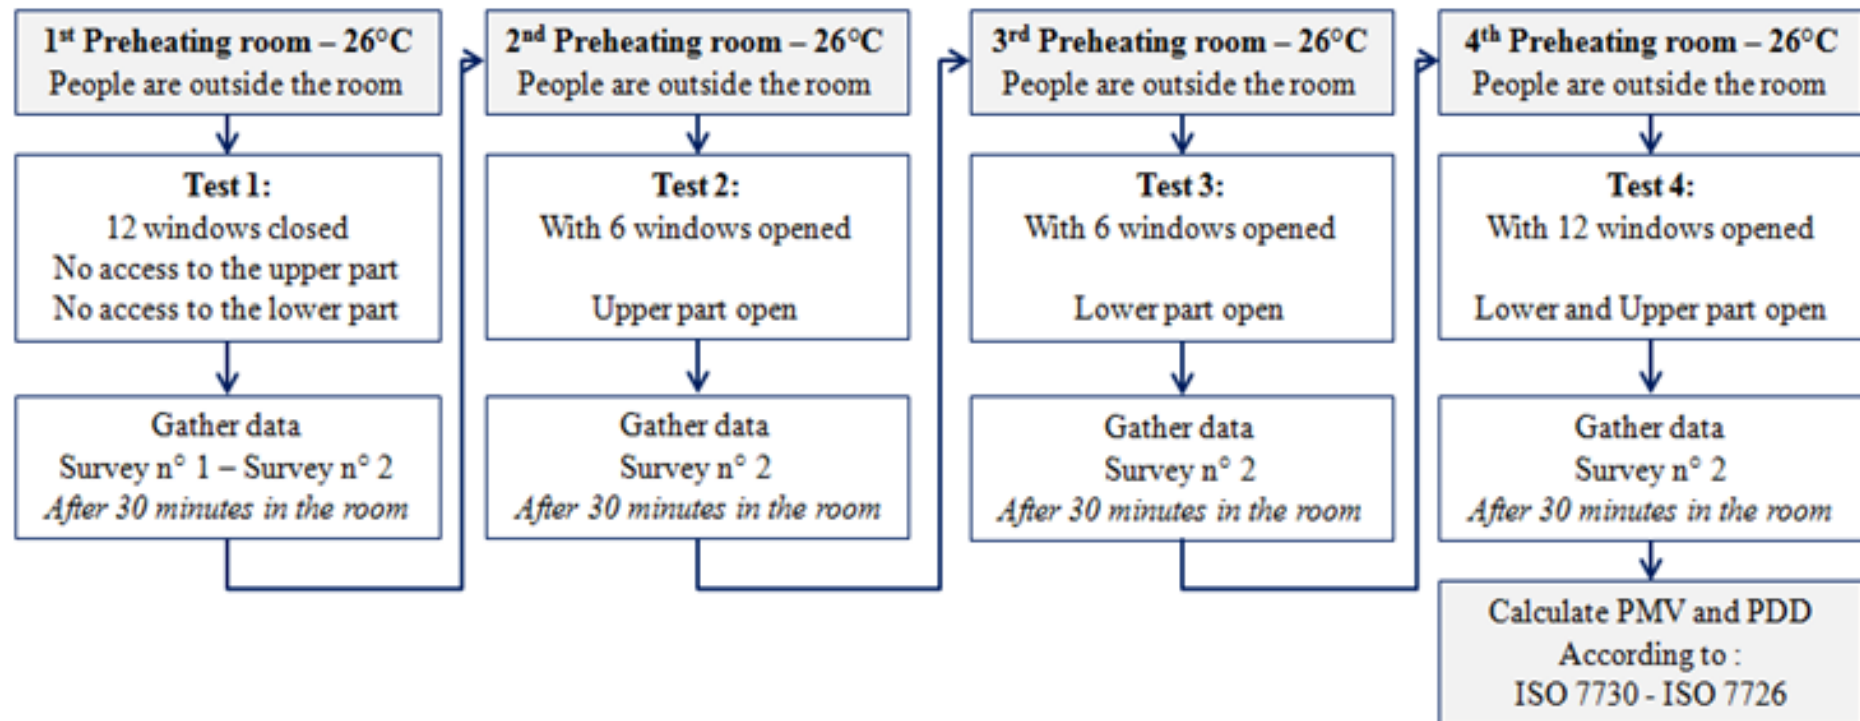 1st Preheating room – 26°C
People are outside the room
Test 1:
12 windows closed
No access to the upper part
No access to the lower part
Gather data
Survey n° 1 – Survey n° 2
After 30 minutes in the room
2nd Preheating room – 26°C
People are outside the room
Test 2:
With 6 windows opened
Upper part open
Gather data
Survey n° 2
After 30 minutes in the room
3rd Preheating room – 26°C
People are outside the room
Test 3:
With 6 windows opened
Lower part open
Gather data
Survey n° 2
After 30 minutes in the room
4th Preheating room – 26°C
People are outside the room
Test 4:
With 12 windows opened
Lower and Upper part open
Gather data
Survey n° 2
After 30 minutes in the room
Calculate PMV and PDD
According to :
ISO 7730 - ISO 7726